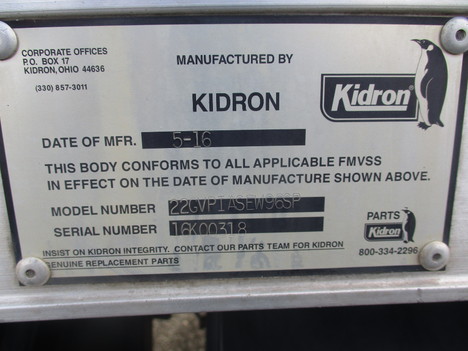 CORPORATE OFFICES
P.O. BOX 17
KIDRON, OHIO 44636
(330) 857-3011
MANUFACTURED BY
KIDRON
Kidron
DATE OF MFR. 5-16
THIS BODY CONFORMS TO ALL APPLICABLE FMVSS
IN EFFECT ON THE DATE OF MANUFACTURE SHOWN ABOVE.
MODEL NUMBER 22GVPIASEW96SP
SERIAL NUMBER 16K00318
PARTS
Kidron
800-334-2296
INSIST ON KIDRON INTEGRITY. CONTACT OUR PARTS TEAM FOR KIDRON
GENUINE REPLACEMENT PARTS